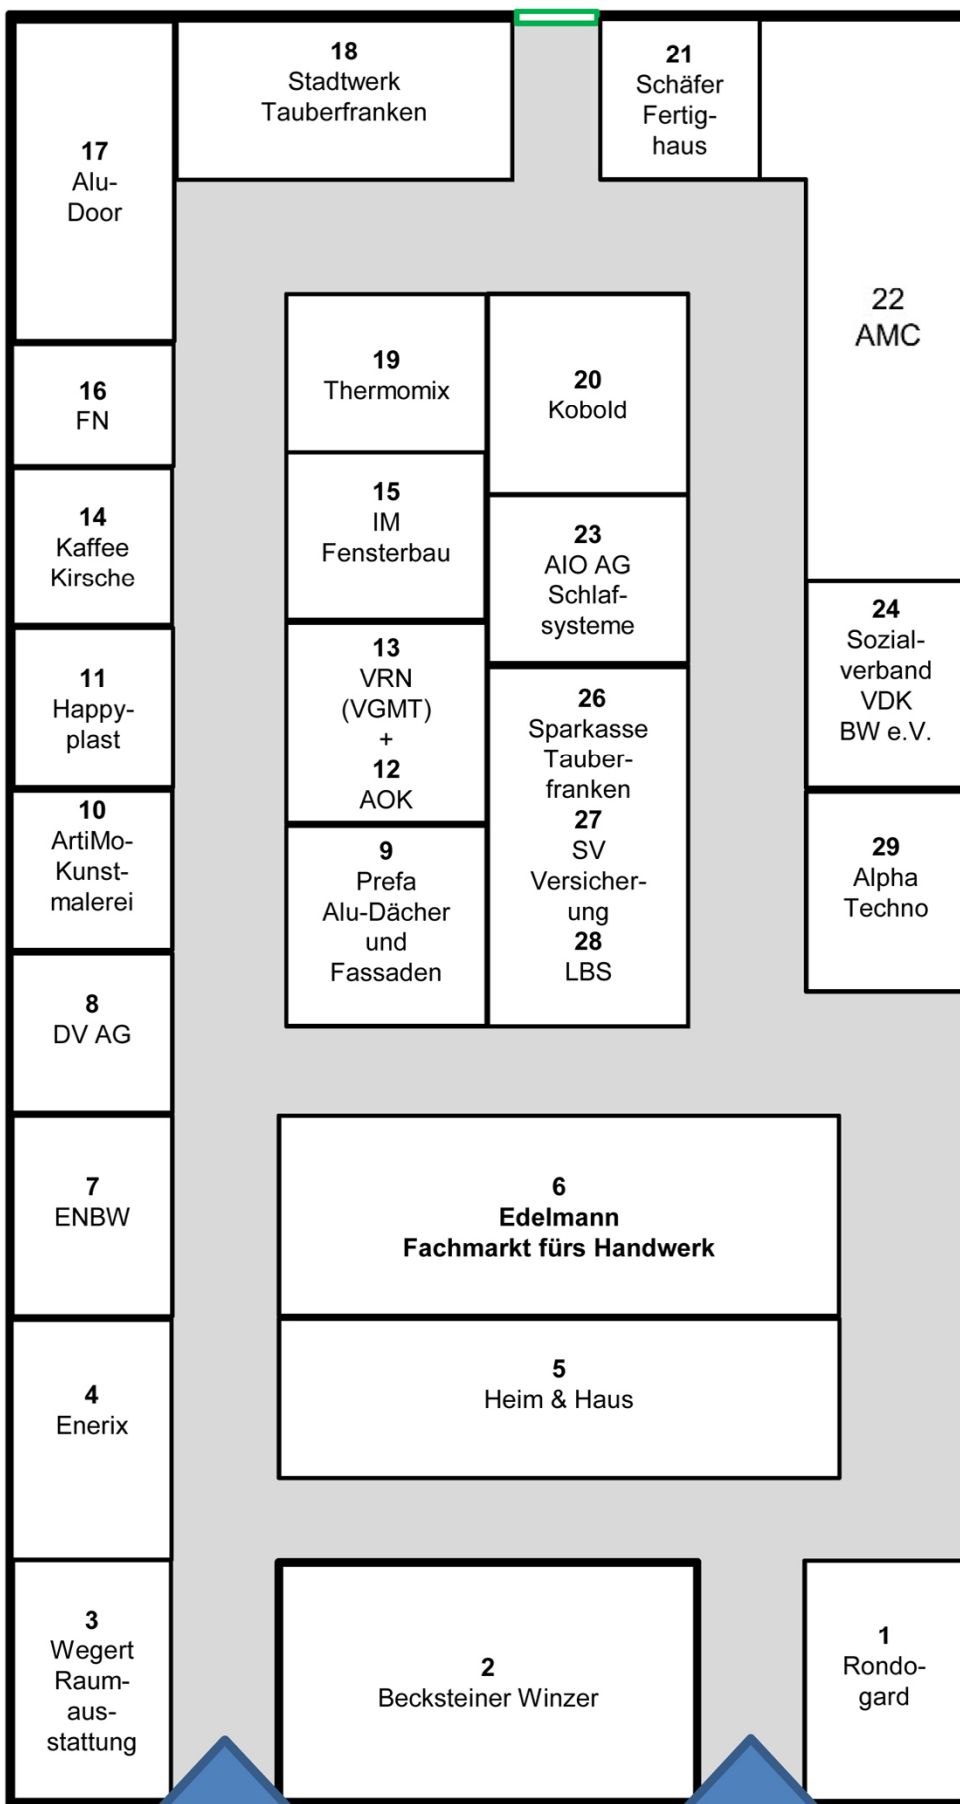 18
Stadtwerk
Tauberfranken
21
Schäfer
Fertig-
haus
17
Alu-
Door
22
AMC
19
Thermomix
20
Kobold
16
FN
15
IM
Fensterbau
14
Kaffee
Kirsche
23
AIO AG
Schlaf-
systeme
24
Sozial-
verband
VDK
BW e.V.
13
VRN
(VGMT)
+
12
AOK
11
Happy-
plast
26
Sparkasse
Tauber-
franken
27
SV
Versicher-
ung
28
LBS
10
ArtiMo-
Kunst-
malerei
9
Prefa
Alu-Dächer
und
Fassaden
29
Alpha
Techno
8
DV AG
7
ENBW
6
Edelmann
Fachmarkt fürs Handwerk
5
Heim & Haus
4
Enerix
3
Wegert
Raum-
aus-
stattung
2
Becksteiner Winzer
1
Rondo-
gard